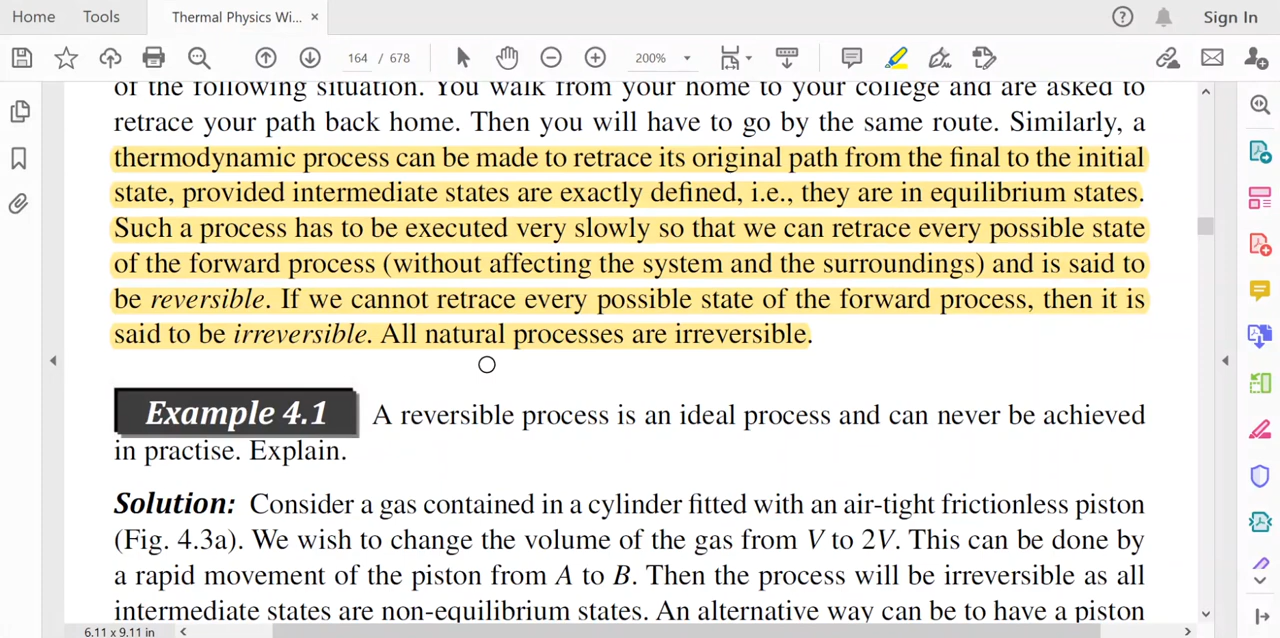 Home Tools Thermal Physics Wi... × ? Sign In
164 / 678 200%
of the following situation. You walk from your home to your college and are asked to
retrace your path back home. Then you will have to go by the same route. Similarly, a
thermodynamic process can be made to retrace its original path from the final to the initial
state, provided intermediate states are exactly defined, i.e., they are in equilibrium states.
Such a process has to be executed very slowly so that we can retrace every possible state
of the forward process (without affecting the system and the surroundings) and is said to
be reversible. If we cannot retrace every possible state of the forward process, then it is
said to be irreversible. All natural processes are irreversible.
Example 4.1 A reversible process is an ideal process and can never be achieved
in practise. Explain.
Solution: Consider a gas contained in a cylinder fitted with an air-tight frictionless piston
(Fig. 4.3a). We wish to change the volume of the gas from V to 2V. This can be done by
a rapid movement of the piston from A to B. Then the process will be irreversible as all
intermediate states are non-equilibrium states. An alternative way can be to have a piston
6.11 x 9.11 in